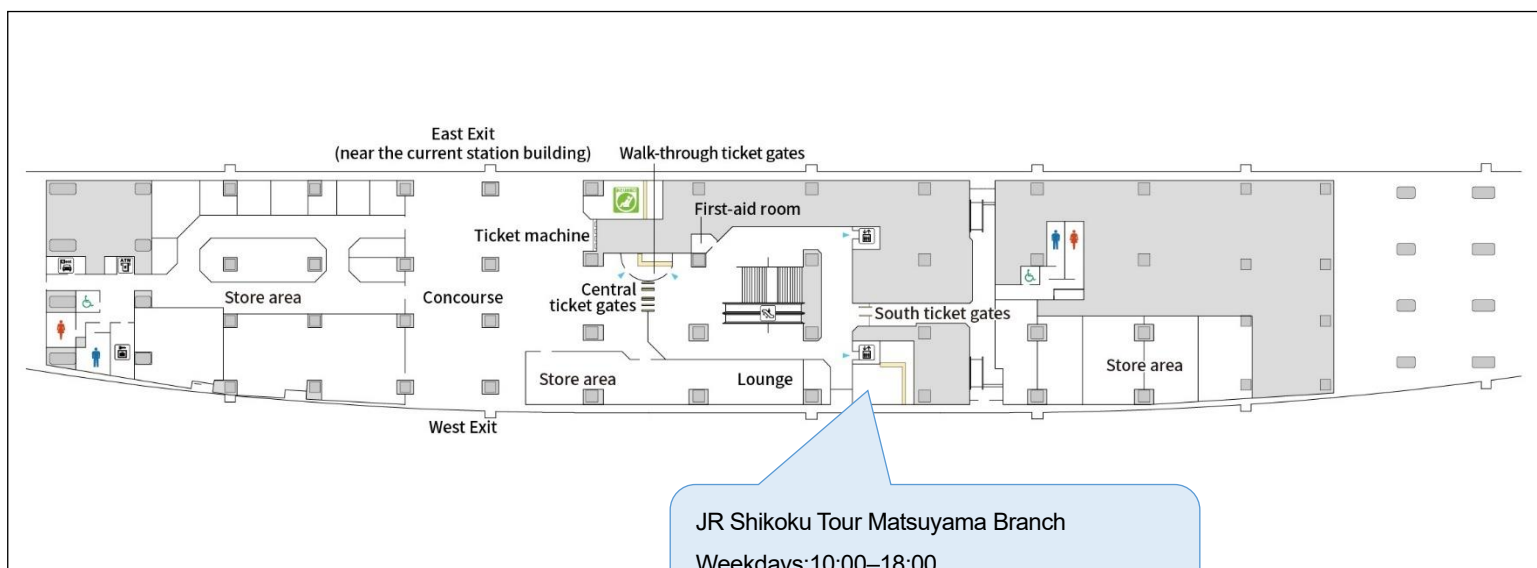 East Exit
(near the current station building)
Walk-through ticket gates
First-aid room
Ticket machine
Central
ticket gates
Store area
Concourse
South ticket gates
Store area
Lounge
Store area
West Exit
JR Shikoku Tour Matsuyama Branch
Weekdays:10:00–18:00